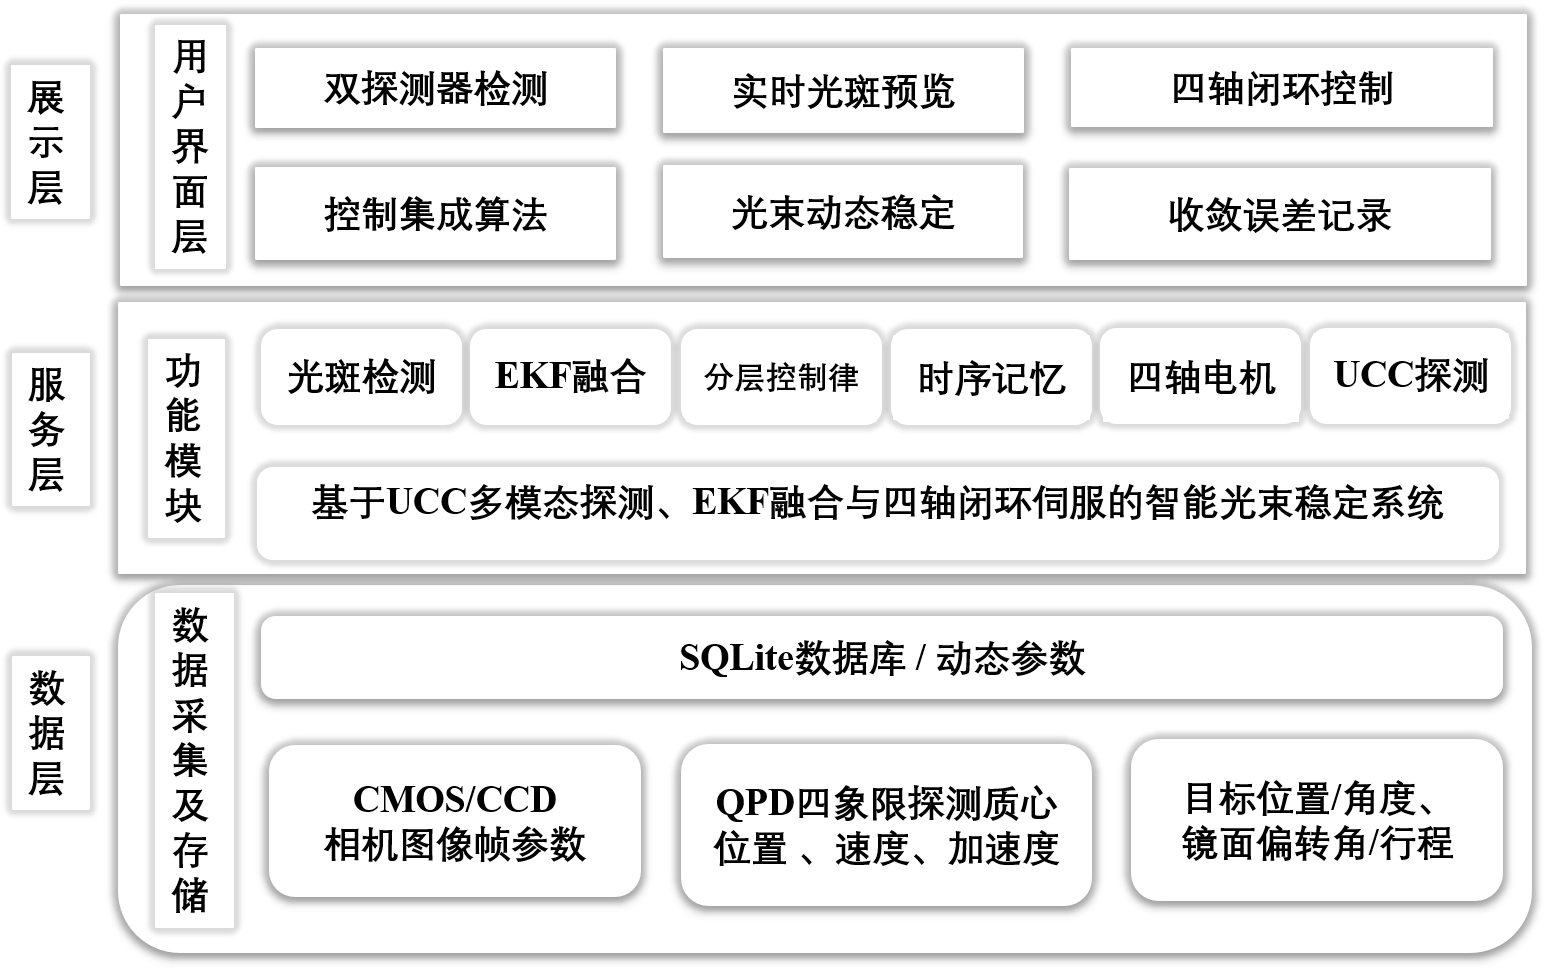 展示层
用户界面层
双探测器检测
实时光斑预览
四轴闭环控制
控制集成算法
光束动态稳定
收敛误差记录
服务层
功能模块
光斑检测
EKF融合
分层控制律
时序记忆
四轴电机
UCC探测
基于UCC多模态探测、EKF融合与四轴闭环伺服的智能光束稳定系统
数据层
数据采集及存储
SQLite数据库 / 动态参数
CMOS/CCD
相机图像帧参数
QPD四象限探测质心
位置 、速度、加速度
目标位置/角度、
镜面偏转角/行程